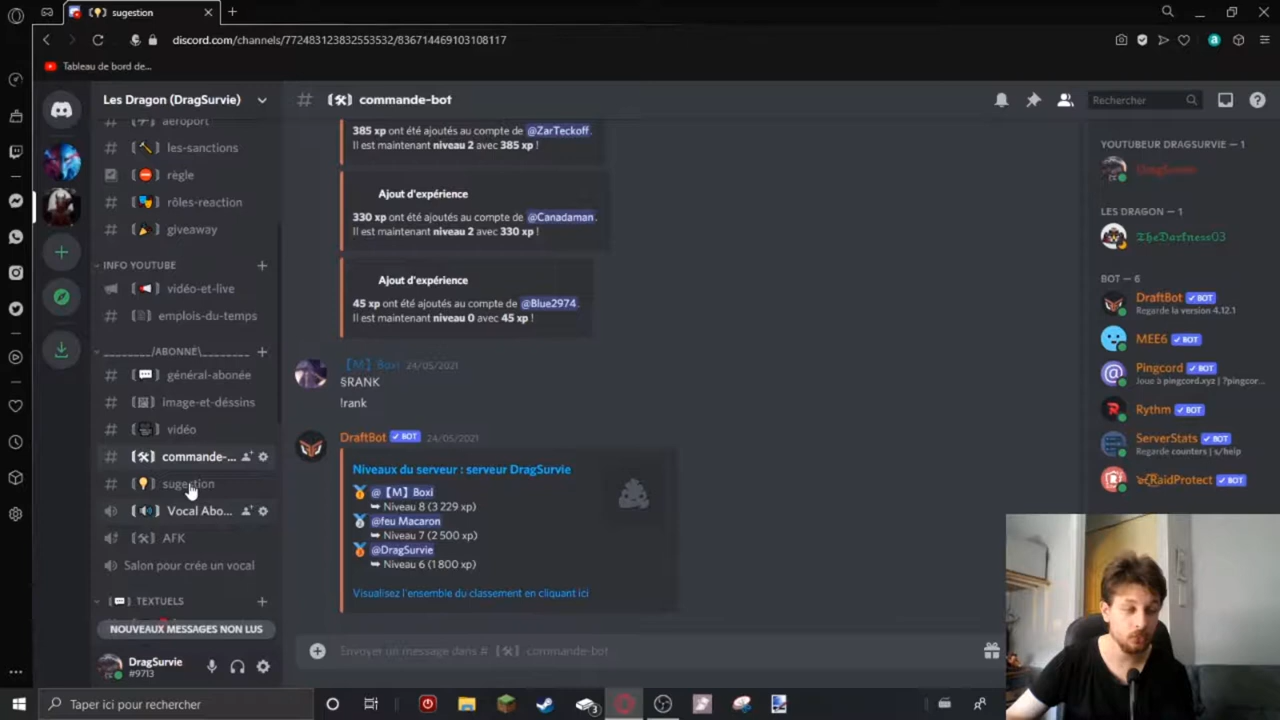 sugestion
discord.com/channels/772483123832553532/836714469103108117
Tableau de bord de...
Les Dragon (DragSurvie)
aéroport
les-sanctions
règle
rôles-reaction
giveaway
INFO YOUTUBE
vidéo-et-live
emplois-du-temps
________/ABONNÉ\________
général-abonée
image-et-déssins
vidéo
commande-...
sugestion
Vocal Abo...
AFK
Salon pour crée un vocal
TEXTUELS
NOUVEAUX MESSAGES NON LUS
DragSurvie
#9713
commande-bot
Rechercher
385 xp ont été ajoutés au compte de @ZarTeckoff.
Il est maintenant niveau 2 avec 385 xp !
Ajout d'expérience
330 xp ont été ajoutés au compte de @Canadaman.
Il est maintenant niveau 2 avec 330 xp !
Ajout d'expérience
45 xp ont été ajoutés au compte de @Blue2974.
Il est maintenant niveau 0 avec 45 xp !
【M】Boxi 24/05/2021
§RANK
!rank
DraftBot BOT 24/05/2021
Niveaux du serveur : serveur DragSurvie
@【M】Boxi
Niveau 8 (3 229 xp)
@feu Macaron
Niveau 7 (2 500 xp)
@DragSurvie
Niveau 6 (1 800 xp)
Visualisez l'ensemble du classement en cliquant ici
Envoyer un message dans # commande-bot
YOUTUBEUR DRAGSURVIE — 1
DragSurvie
LES DRAGON — 1
𝕿𝖍𝖊𝕯𝖆𝖗𝖐𝖓𝖊𝖘𝖘03
BOT — 6
DraftBot BOT
Regarde la version 4.12.1
MEE6 BOT
Pingcord BOT
Joue à pingcord.xyz | ?pingcor...
Rythm BOT
ServerStats BOT
Regarde counters | s/help
RaidProtect BOT
Taper ici pour rechercher
3